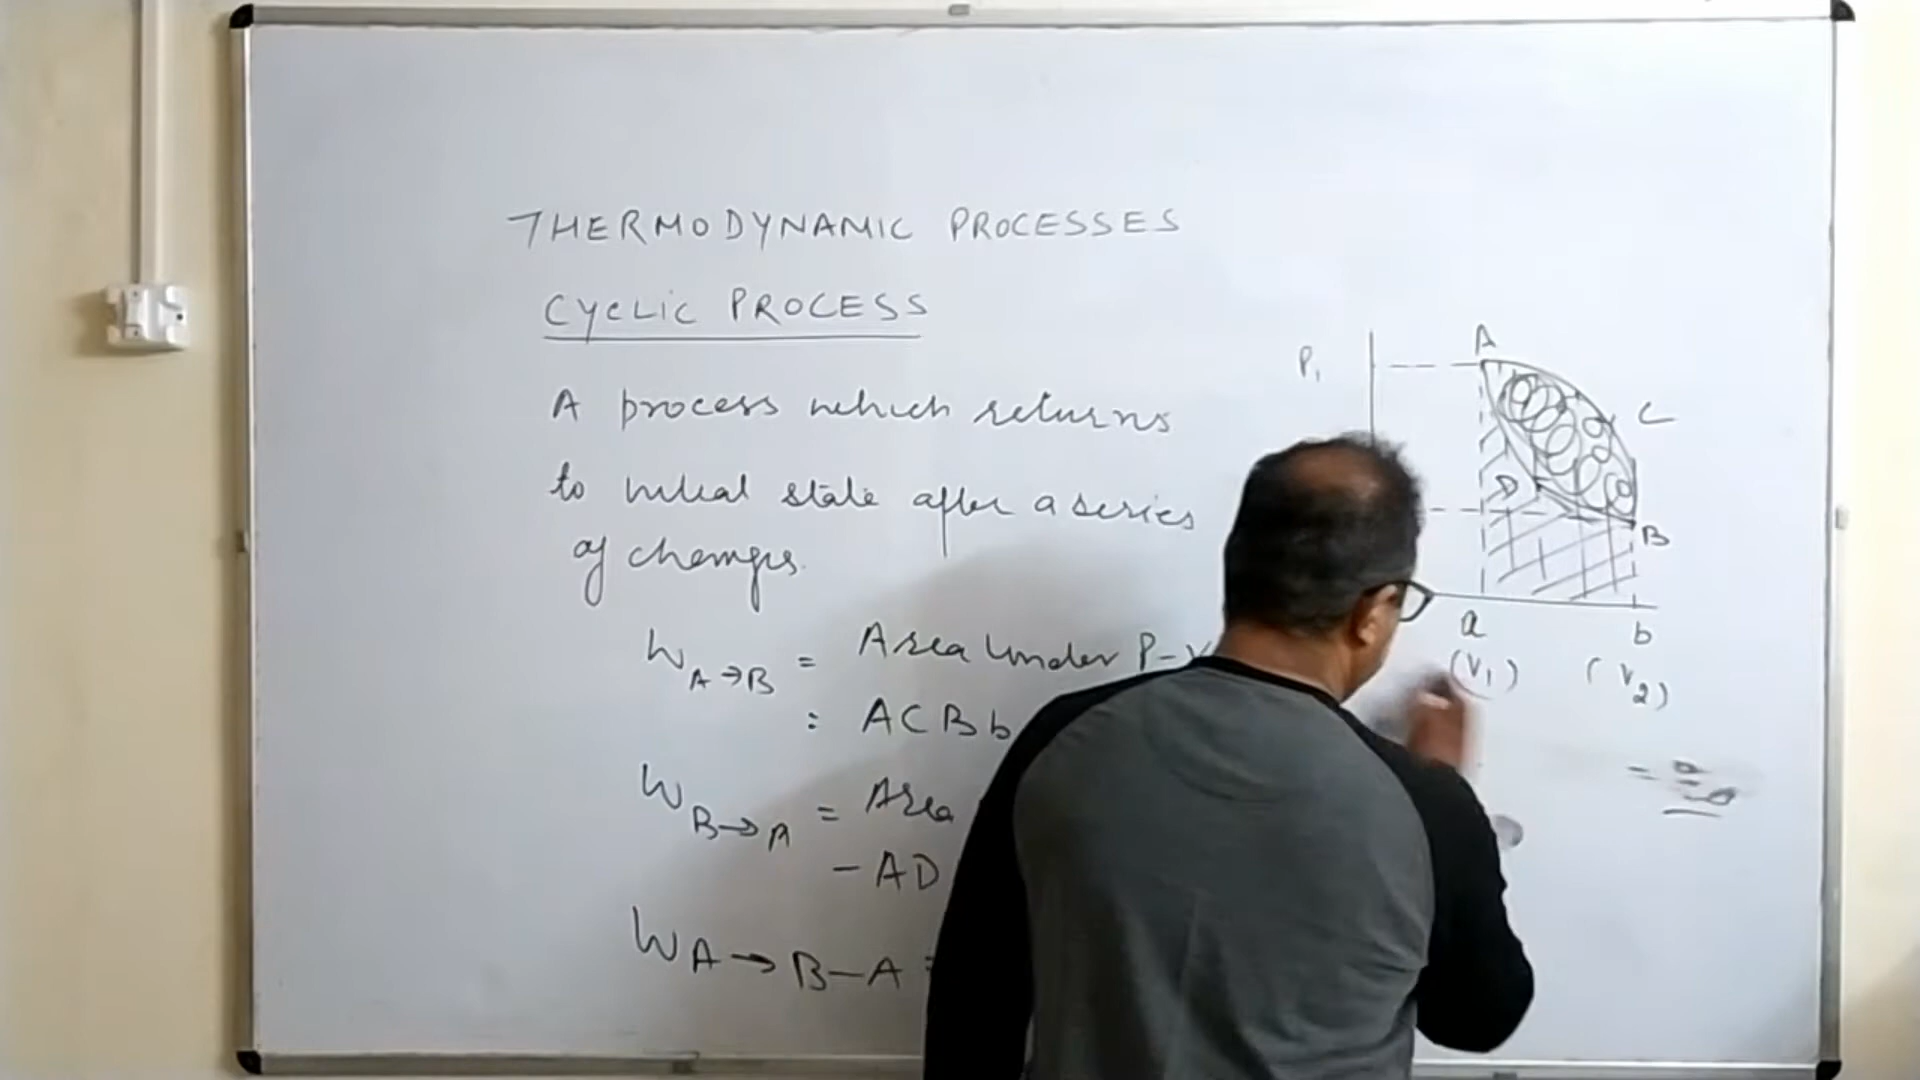 THERMODYNAMIC PROCESSES
CYCLIC PROCESS
A process which returns
to initial state after a series
of changes.
W A→B = Area Under P-V
= ACBb
W B→A = Area
- AD
W A→B-A =
P1
A
C
D
B
a
b
(V1)
(V2)